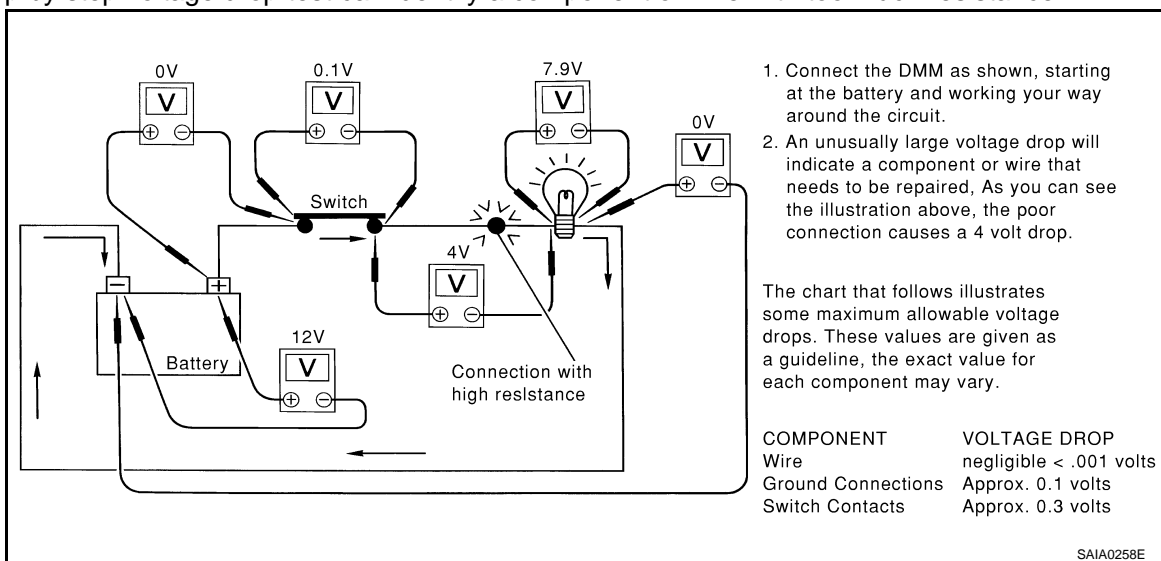 0V
0.1V
7.9V
0V
V
V
V
V
+ −
+ −
+ −
+ −
Switch
4V
V
+ −
− +
Battery
12V
V
+ −
Connection with
high reslstance
1. Connect the DMM as shown, starting
at the battery and working your way
around the circuit.
2. An unusually large voltage drop will
indicate a component or wire that
needs to be repaired, As you can see
the illustration above, the poor
connection causes a 4 volt drop.
The chart that follows illustrates
some maximum allowable voltage
drops. These values are given as
a guideline, the exact value for
each component may vary.
COMPONENT VOLTAGE DROP
Wire negligible < .001 volts
Ground Connections Approx. 0.1 volts
Switch Contacts Approx. 0.3 volts
SAIA0258E